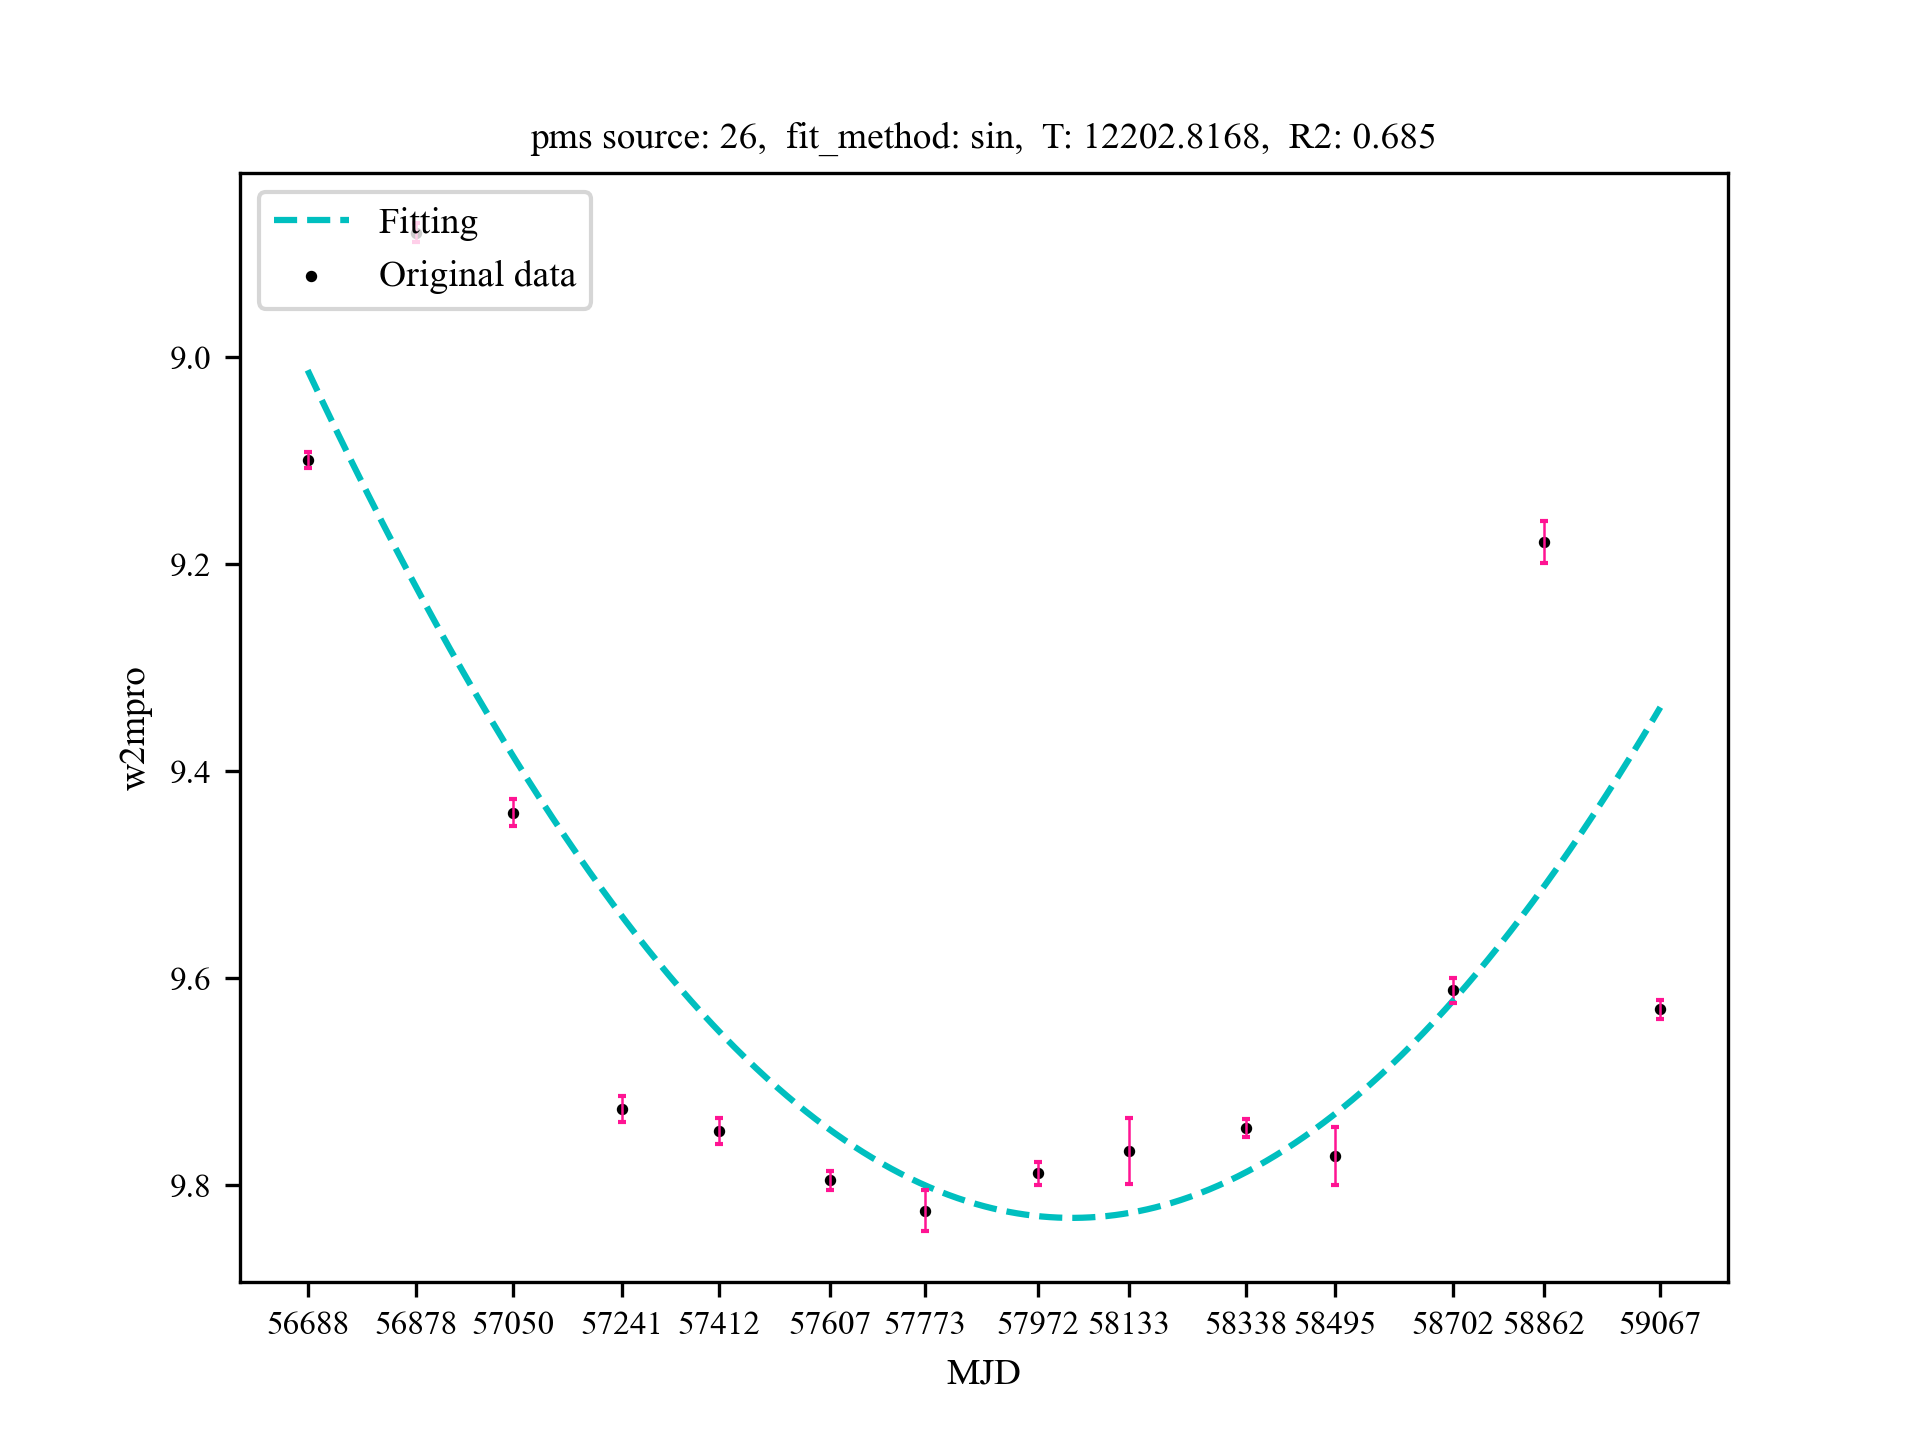 pms source: 26,  fit_method: sin,  T: 12202.8168,  R2: 0.685
Fitting
Original data
9.0
9.2
9.4
9.6
9.8
w2mpro
56688 56878 57050 57241 57412 57607 57773 57972 58133 58338 58495 58702 58862 59067
MJD